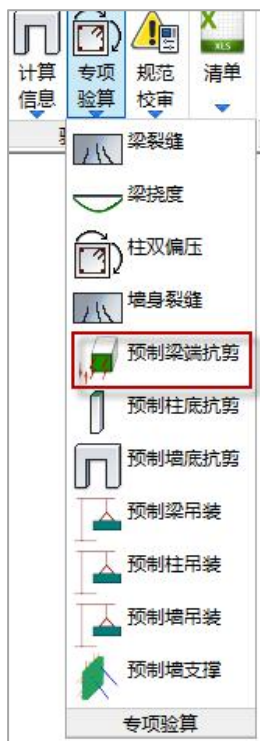 XLS
计算 专项 规范 清单
信息 验算 校审
梁裂缝
梁挠度
柱双偏压
墙身裂缝
预制梁端抗剪
预制柱底抗剪
预制墙底抗剪
预制梁吊装
预制柱吊装
预制墙吊装
预制墙支撑
专项验算